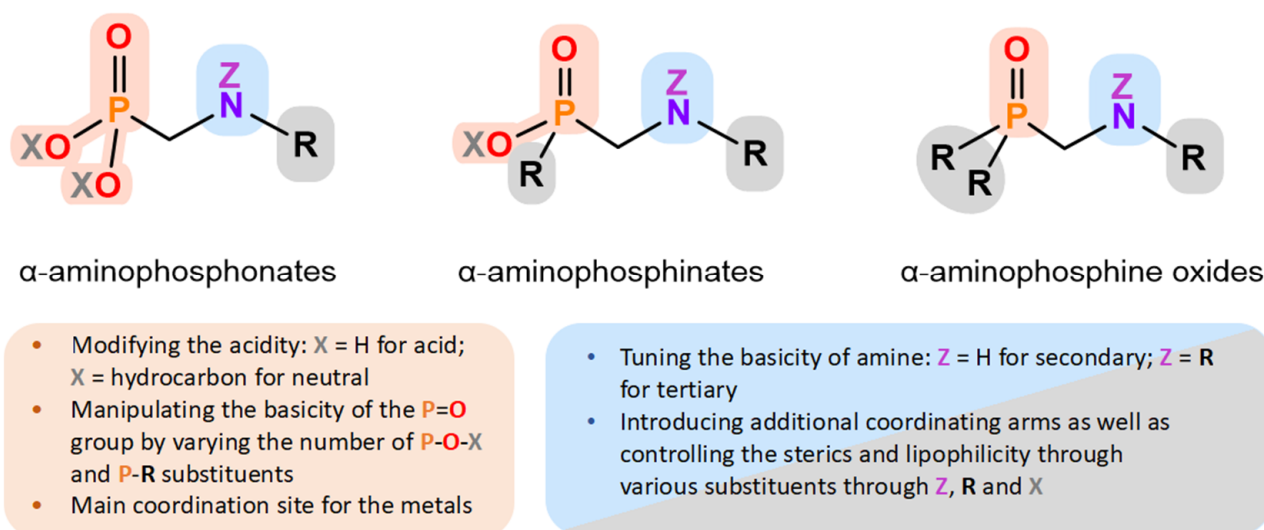 O
P
N
Z
XO
XO
R
O
P
N
Z
XO
R
R
O
P
N
Z
R
R
R
α-aminophosphonates
α-aminophosphinates
α-aminophosphine oxides
• Modifying the acidity: X = H for acid;
X = hydrocarbon for neutral
• Manipulating the basicity of the P=O
group by varying the number of P-O-X
and P-R substituents
• Main coordination site for the metals
• Tuning the basicity of amine: Z = H for secondary; Z = R
for tertiary
• Introducing additional coordinating arms as well as
controlling the sterics and lipophilicity through
various substituents through Z, R and X